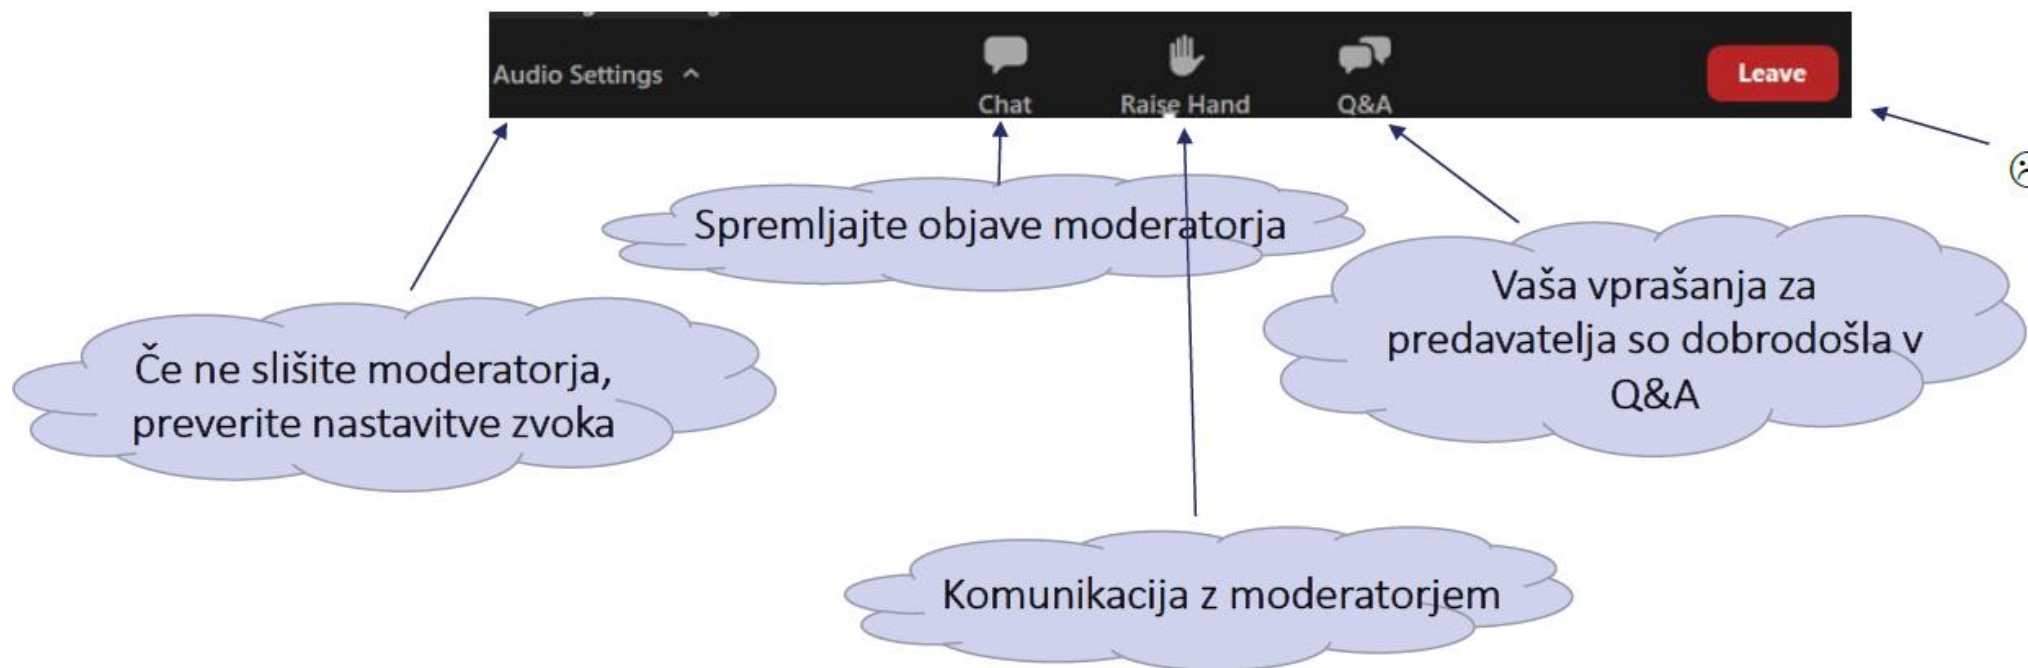 Audio Settings
Chat
Raise Hand
Q&A
Leave
Spremljajte objave moderatorja
Vaša vprašanja za
predavatelja so dobrodošla v
Q&A
Če ne slišite moderatorja,
preverite nastavitve zvoka
Komunikacija z moderatorjem